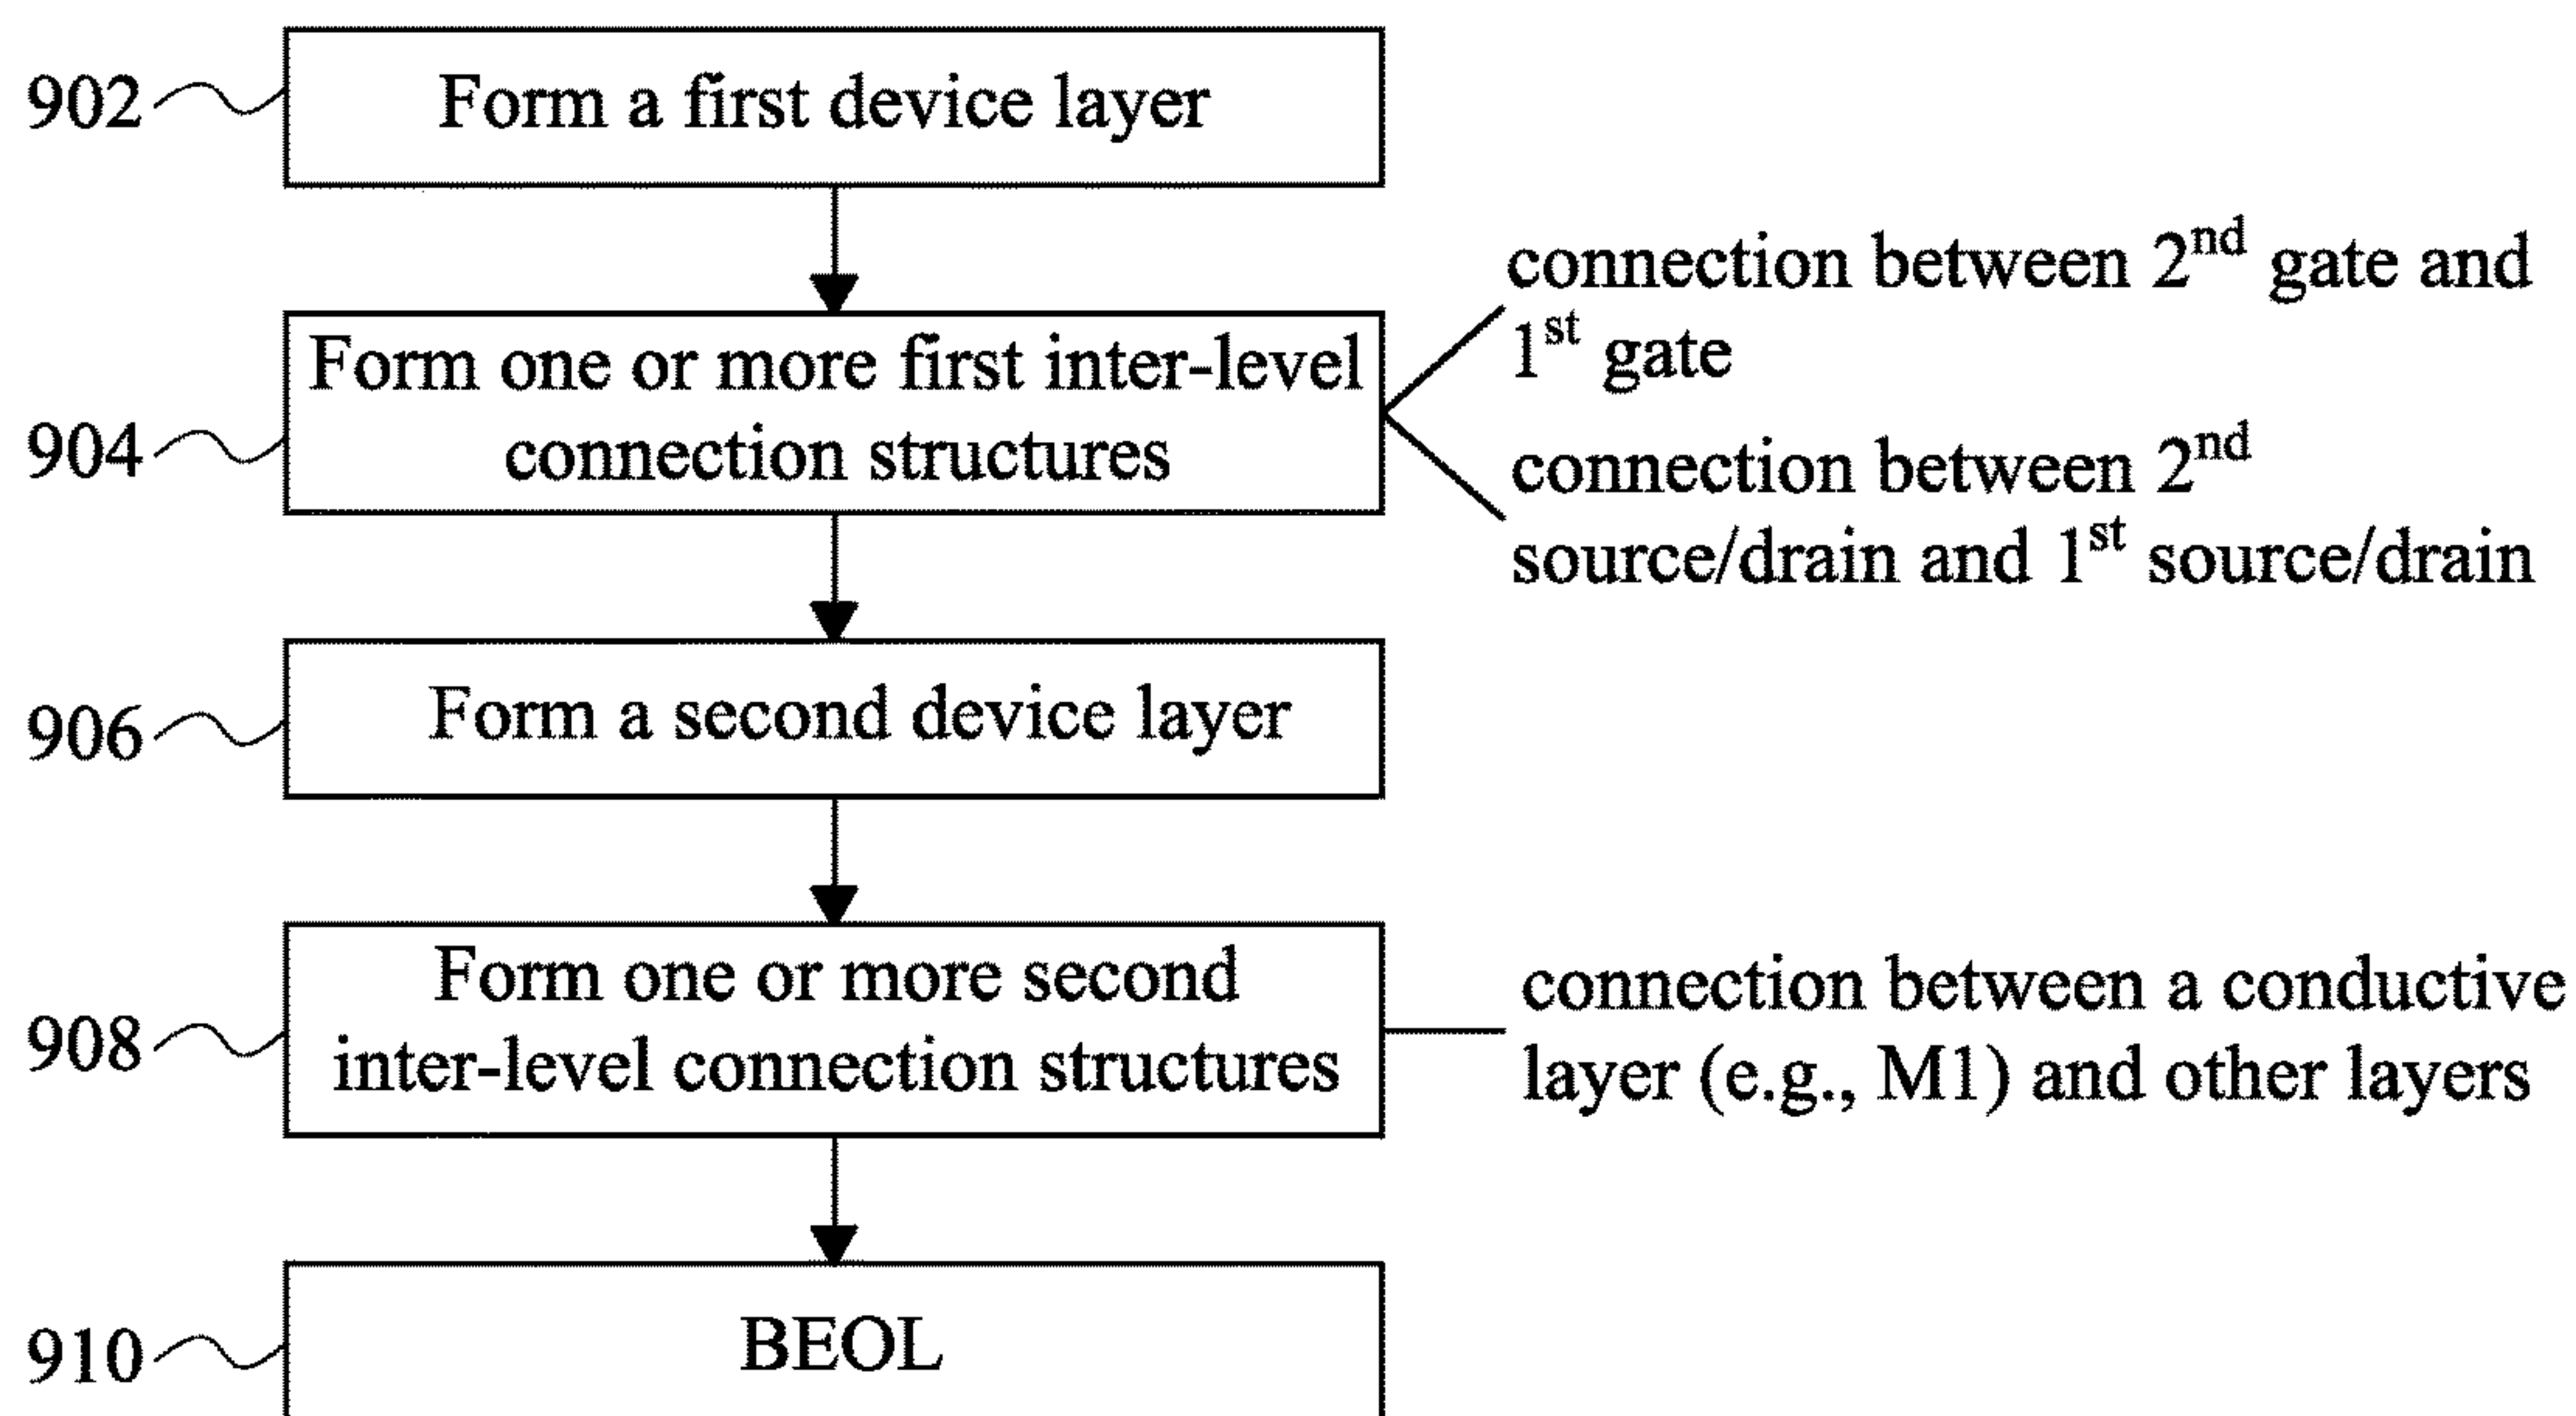 902
Form a first device layer
904
Form one or more first inter-level
connection structures
connection between 2nd gate and
1st gate
connection between 2nd
source/drain and 1st source/drain
906
Form a second device layer
908
Form one or more second
inter-level connection structures
connection between a conductive
layer (e.g., M1) and other layers
910
BEOL